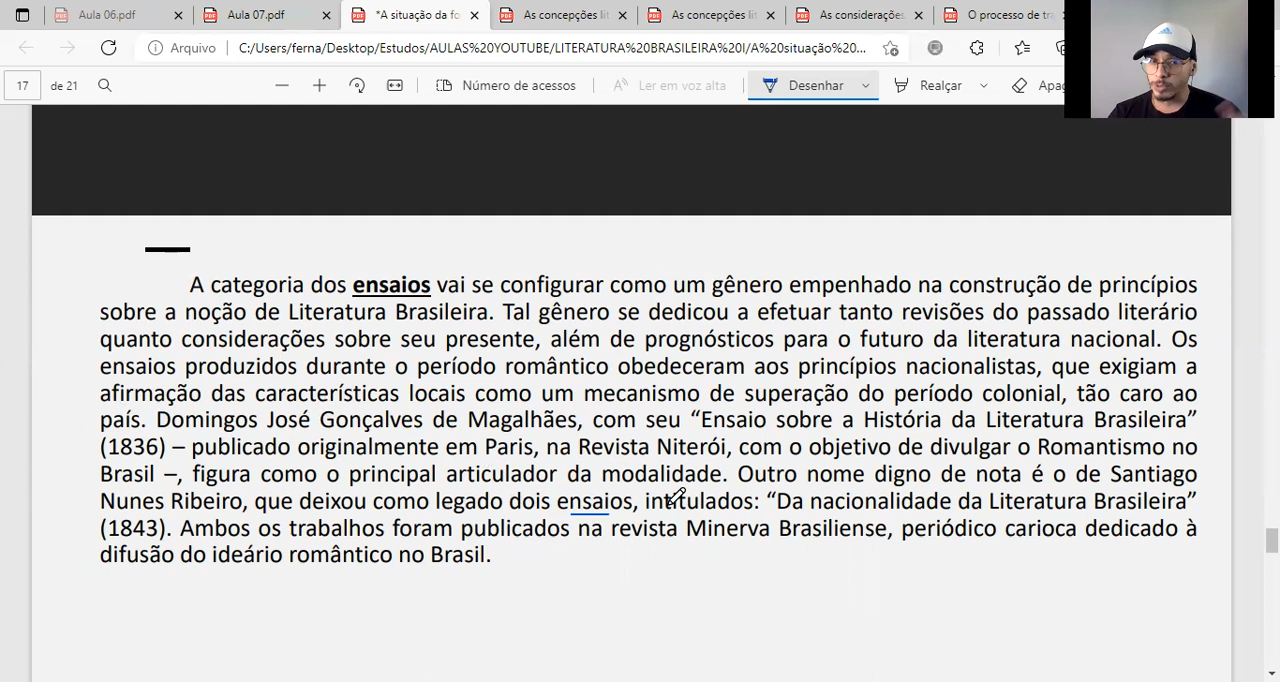 Aula 06.pdf
Aula 07.pdf
*A situação da fo
As concepções lit
As concepções lit
As considerações,
O processo de tra
Arquivo C:/Users/ferna/Desktop/Estudos/AULAS%20YOUTUBE/LITERATURA%20BRASILEIRA%20I/A%20situação%20...
17 de 21 Número de acessos Ler em voz alta Desenhar Realçar Apag
A categoria dos ensaios vai se configurar como um gênero empenhado na construção de princípios
sobre a noção de Literatura Brasileira. Tal gênero se dedicou a efetuar tanto revisões do passado literário
quanto considerações sobre seu presente, além de prognósticos para o futuro da literatura nacional. Os
ensaios produzidos durante o período romântico obedeceram aos princípios nacionalistas, que exigiam a
afirmação das características locais como um mecanismo de superação do período colonial, tão caro ao
país. Domingos José Gonçalves de Magalhães, com seu “Ensaio sobre a História da Literatura Brasileira”
(1836) – publicado originalmente em Paris, na Revista Niterói, com o objetivo de divulgar o Romantismo no
Brasil –, figura como o principal articulador da modalidade. Outro nome digno de nota é o de Santiago
Nunes Ribeiro, que deixou como legado dois ensaios, intitulados: “Da nacionalidade da Literatura Brasileira”
(1843). Ambos os trabalhos foram publicados na revista Minerva Brasiliense, periódico carioca dedicado à
difusão do ideário romântico no Brasil.